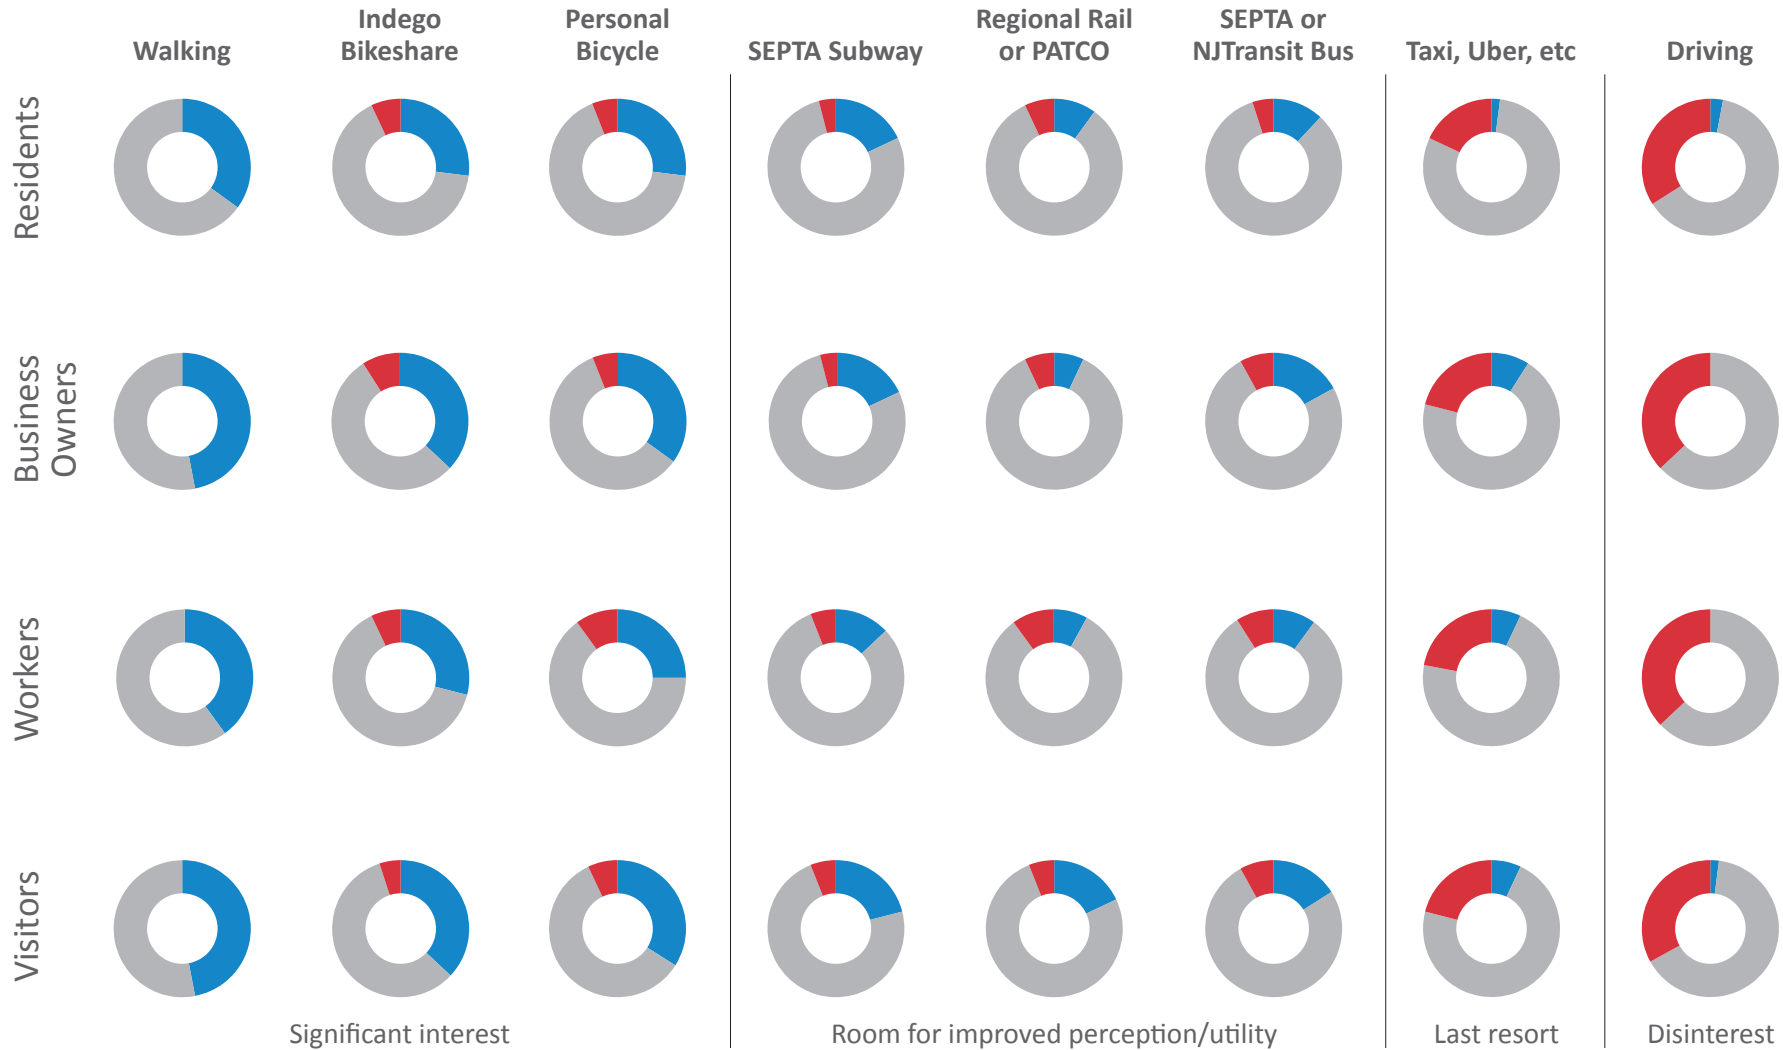 Walking
Indego
Bikeshare
Personal
Bicycle
SEPTA Subway
Regional Rail
or PATCO
SEPTA or
NJTransit Bus
Taxi, Uber, etc
Driving
Residents
Business
Owners
Workers
Visitors
Significant interest
Room for improved perception/utility
Last resort
Disinterest